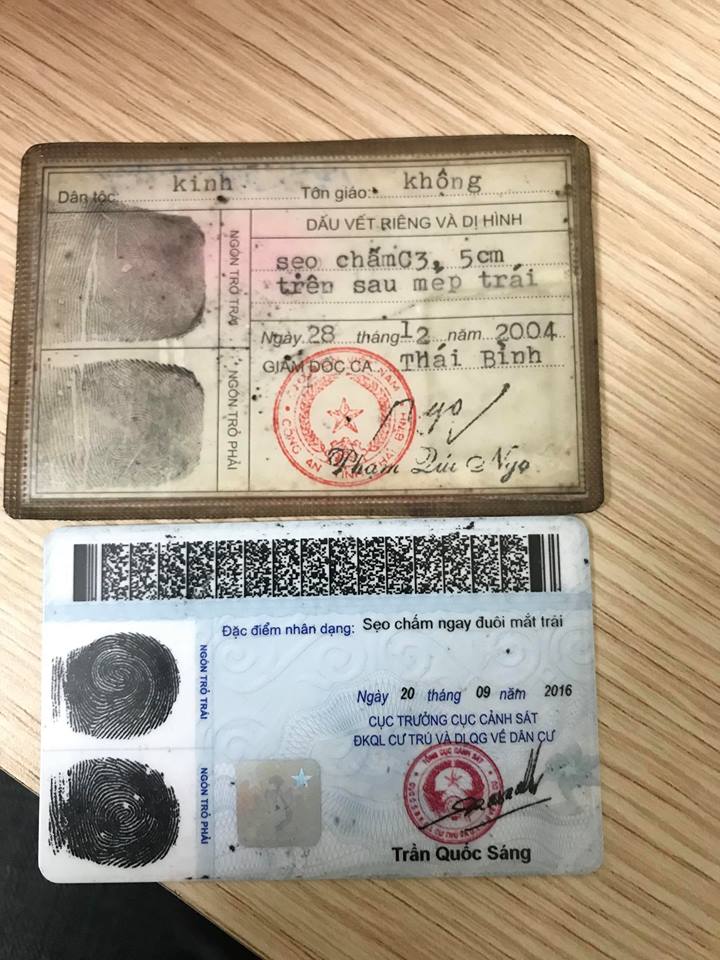 Dân tộc: kinh Tôn giáo: không
DẤU VẾT RIÊNG VÀ DỊ HÌNH
NGÓN TRỎ TRÁI
sẹo chấm C3, 5cm
trên sau mép trái
Ngày 28 tháng 12 năm 2004
GIÁM ĐỐC CA Thái Bình
NGÓN TRỎ PHẢI
CÔNG AN TỈNH THÁI BÌNH
Phạm Đức Ngọ
Đặc điểm nhân dạng: Sẹo chấm ngay đuôi mắt trái
NGÓN TRỎ TRÁI
Ngày 20 tháng 09 năm 2016
CỤC TRƯỞNG CỤC CẢNH SÁT
ĐKQL CƯ TRÚ VÀ DLQG VỀ DÂN CƯ
NGÓN TRỎ PHẢI
TỔNG CỤC CẢNH SÁT
Trần Quốc Sáng